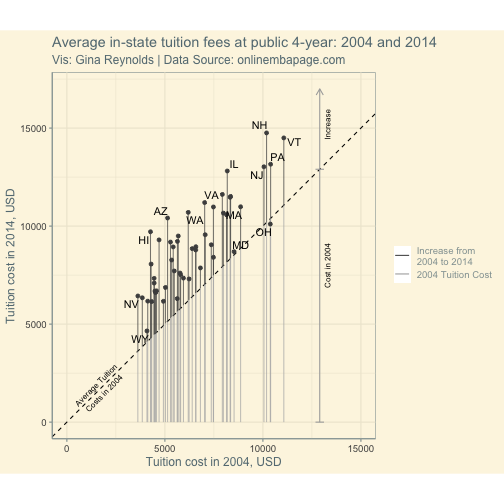 Average in-state tuition fees at public 4-year: 2004 and 2014
Vis: Gina Reynolds | Data Source: onlinembapage.com
Tuition cost in 2014, USD
15000
10000
5000
0
NH
VT
PA
NJ
IL
VA
AZ
WA
MA
HI
OH
MD
NV
WY
Increase
Cost in 2004
Average Tuition
Costs in 2004
0
5000
10000
15000
Tuition cost in 2004, USD
Increase from
2004 to 2014
2004 Tuition Cost